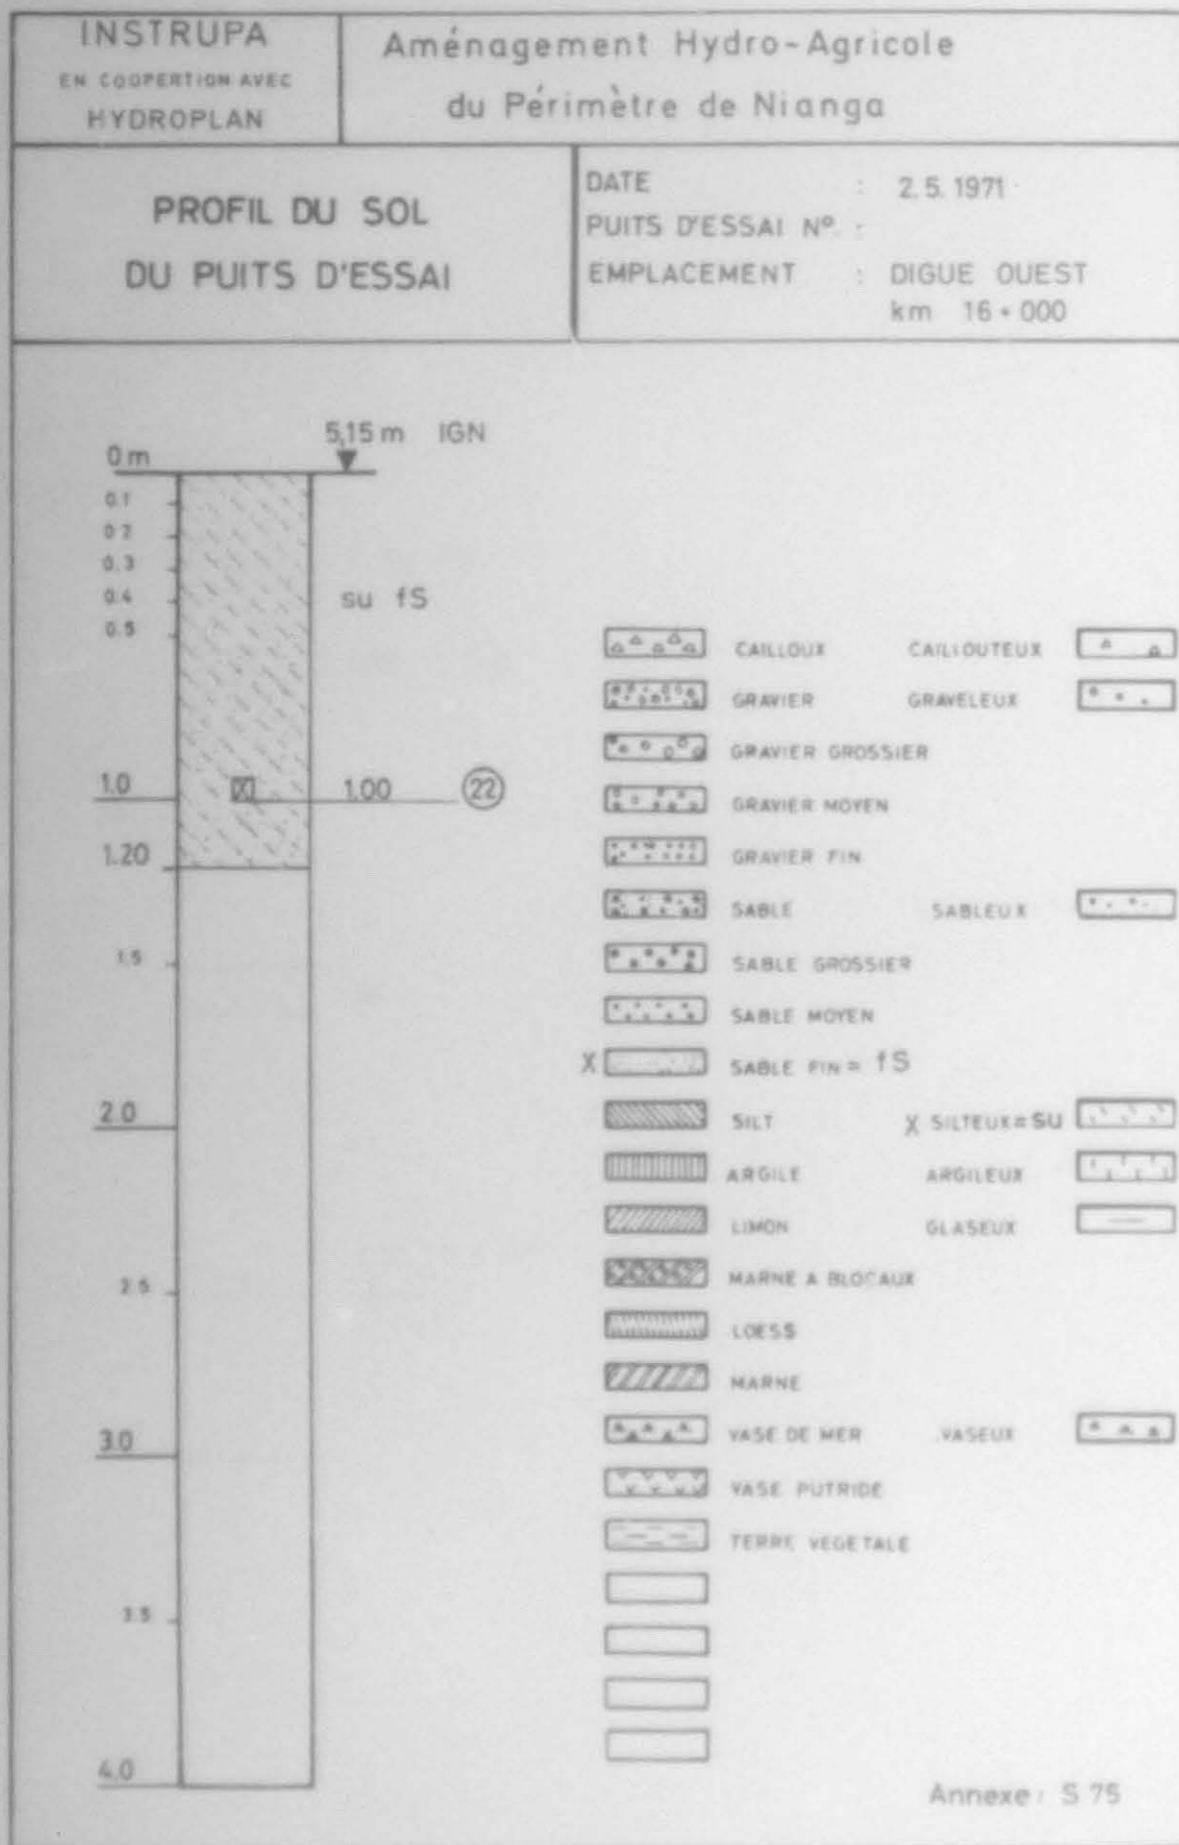 INSTRUPA
EN COOPERTION AVEC
HYDROPLAN
Aménagement Hydro-Agricole
du Périmètre de Nianga
PROFIL DU SOL
DU PUITS D'ESSAI
DATE : 2.5.1971
PUITS D'ESSAI N° :
EMPLACEMENT : DIGUE OUEST
km 16+000
5,15 m IGN
0 m
0.1
0.2
0.3
0.4
0.5
su fS
1.0
1.00
22
1.20
1.5
2.0
2.5
3.0
3.5
4.0
CAILLOUX CAILLOUTEUX
GRAVIER GRAVELEUX
GRAVIER GROSSIER
GRAVIER MOYEN
GRAVIER FIN
SABLE SABLEUX
SABLE GROSSIER
SABLE MOYEN
X SABLE FIN = fS
SILT X SILTEUX = SU
ARGILE ARGILEUX
LIMON GLASEUX
MARNE A BLOCAUX
LOESS
MARNE
VASE DE MER VASEUX
VASE PUTRIDE
TERRE VEGETALE
Annexe : S 75